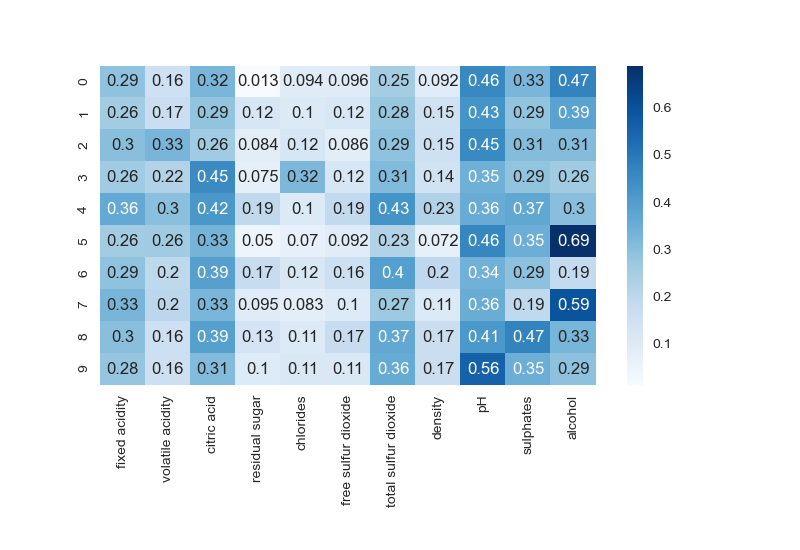 0 0.29 0.16 0.32 0.013 0.094 0.096 0.25 0.092 0.46 0.33 0.47
1 0.26 0.17 0.29 0.12 0.1 0.12 0.28 0.15 0.43 0.29 0.39
2 0.3 0.33 0.26 0.084 0.12 0.086 0.29 0.15 0.45 0.31 0.31
3 0.26 0.22 0.45 0.075 0.32 0.12 0.31 0.14 0.35 0.29 0.26
4 0.36 0.3 0.42 0.19 0.1 0.19 0.43 0.23 0.36 0.37 0.3
5 0.26 0.26 0.33 0.05 0.07 0.092 0.23 0.072 0.46 0.35 0.69
6 0.29 0.2 0.39 0.17 0.12 0.16 0.4 0.2 0.34 0.29 0.19
7 0.33 0.2 0.33 0.095 0.083 0.1 0.27 0.11 0.36 0.19 0.59
8 0.3 0.16 0.39 0.13 0.11 0.17 0.37 0.17 0.41 0.47 0.33
9 0.28 0.16 0.31 0.1 0.11 0.11 0.36 0.17 0.56 0.35 0.29
fixed acidity
volatile acidity
citric acid
residual sugar
chlorides
free sulfur dioxide
total sulfur dioxide
density
pH
sulphates
alcohol
0.6
0.5
0.4
0.3
0.2
0.1